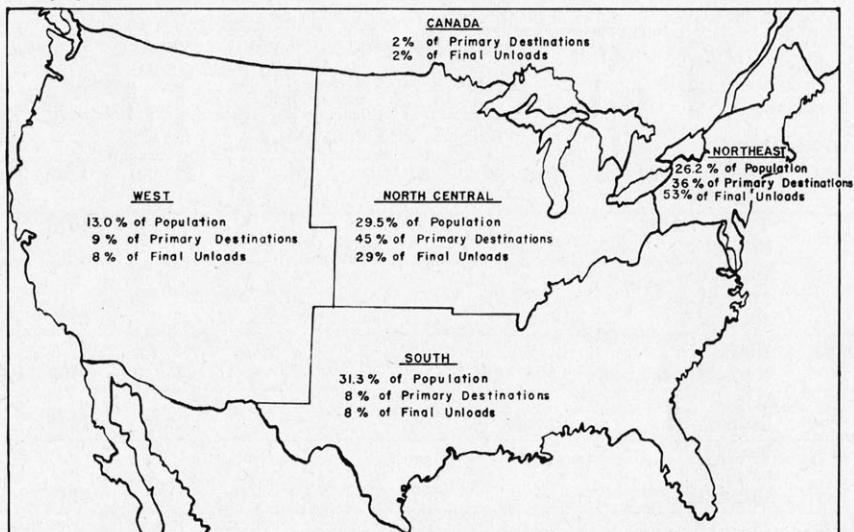 CANADA
2% of Primary Destinations
2% of Final Unloads
NORTHEAST
26.2 % of Population
36 % of Primary Destinations
53% of Final Unloads
WEST
13.0 % of Population
9 % of Primary Destinations
8 % of Final Unloads
NORTH CENTRAL
29.5 % of Population
45 % of Primary Destinations
29% of Final Unloads
SOUTH
31.3 % of Population
8 % of Primary Destinations
8 % of Final Unloads